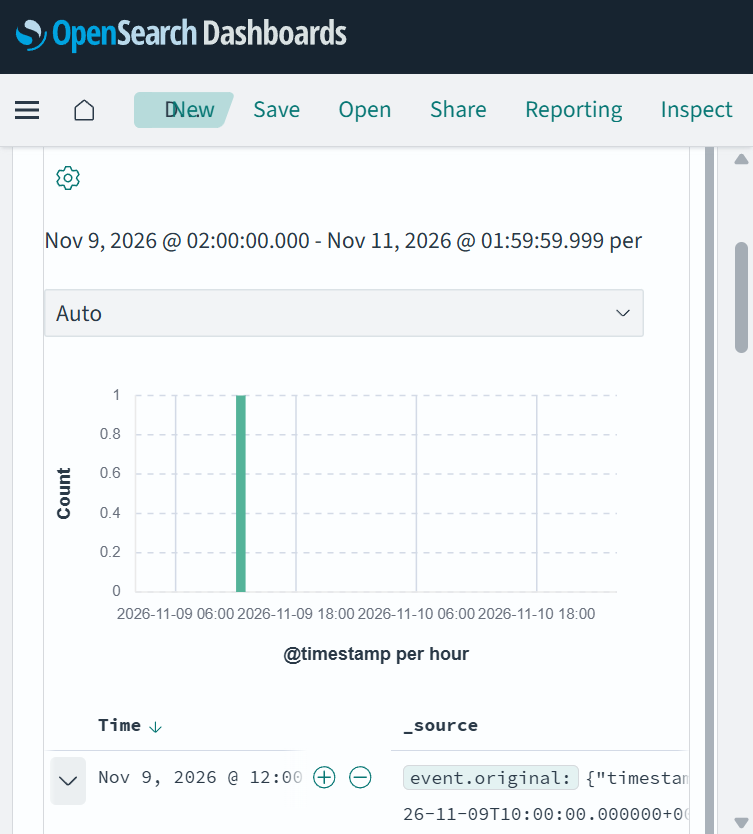 OpenSearch Dashboards
New Save Open Share Reporting Inspect
Nov 9, 2026 @ 02:00:00.000 - Nov 11, 2026 @ 01:59:59.999 per
Auto
1
0.8
0.6
0.4
0.2
0
Count
2026-11-09 06:00 2026-11-09 18:00 2026-11-10 06:00 2026-11-10 18:00
@timestamp per hour
Time _source
Nov 9, 2026 @ 12:00 event.original: {"timestam
26-11-09T10:00:00.000000+00